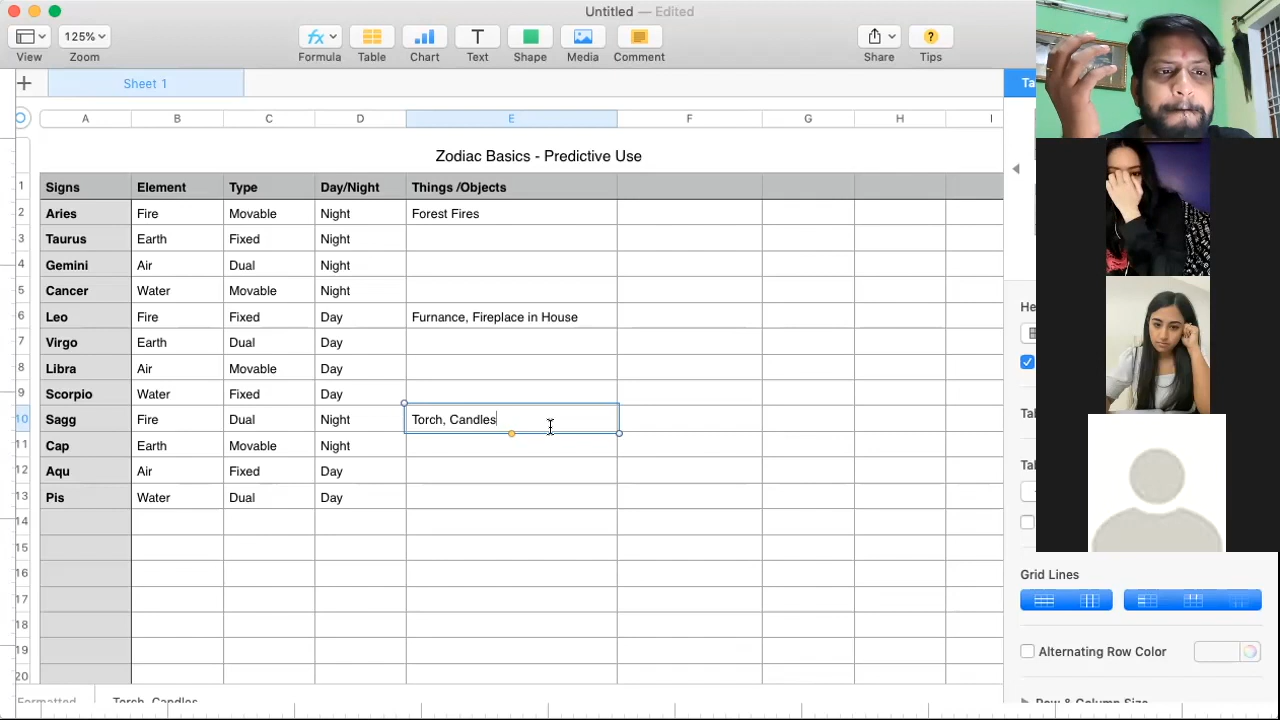 Untitled — Edited
125%
View Zoom Formula Table Chart Text Shape Media Comment Share Tips
Sheet 1
A B C D E F G H I
Zodiac Basics - Predictive Use
1 Signs Element Type Day/Night Things /Objects
2 Aries Fire Movable Night Forest Fires
3 Taurus Earth Fixed Night
4 Gemini Air Dual Night
5 Cancer Water Movable Night
6 Leo Fire Fixed Day Furnance, Fireplace in House
7 Virgo Earth Dual Day
8 Libra Air Movable Day
9 Scorpio Water Fixed Day
10 Sagg Fire Dual Night Torch, Candles
11 Cap Earth Movable Night
12 Aqu Air Fixed Day
13 Pis Water Dual Day
14
15
16
17
18
19
20
Grid Lines
Alternating Row Color
Row & Column Size
Torch, Candles